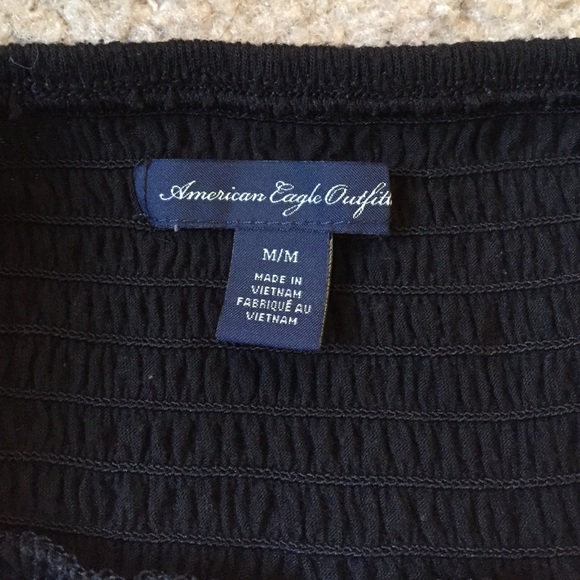 American Eagle Outfitt
M/M
MADE IN
VIETNAM
FABRIQUÉ AU
VIETNAM